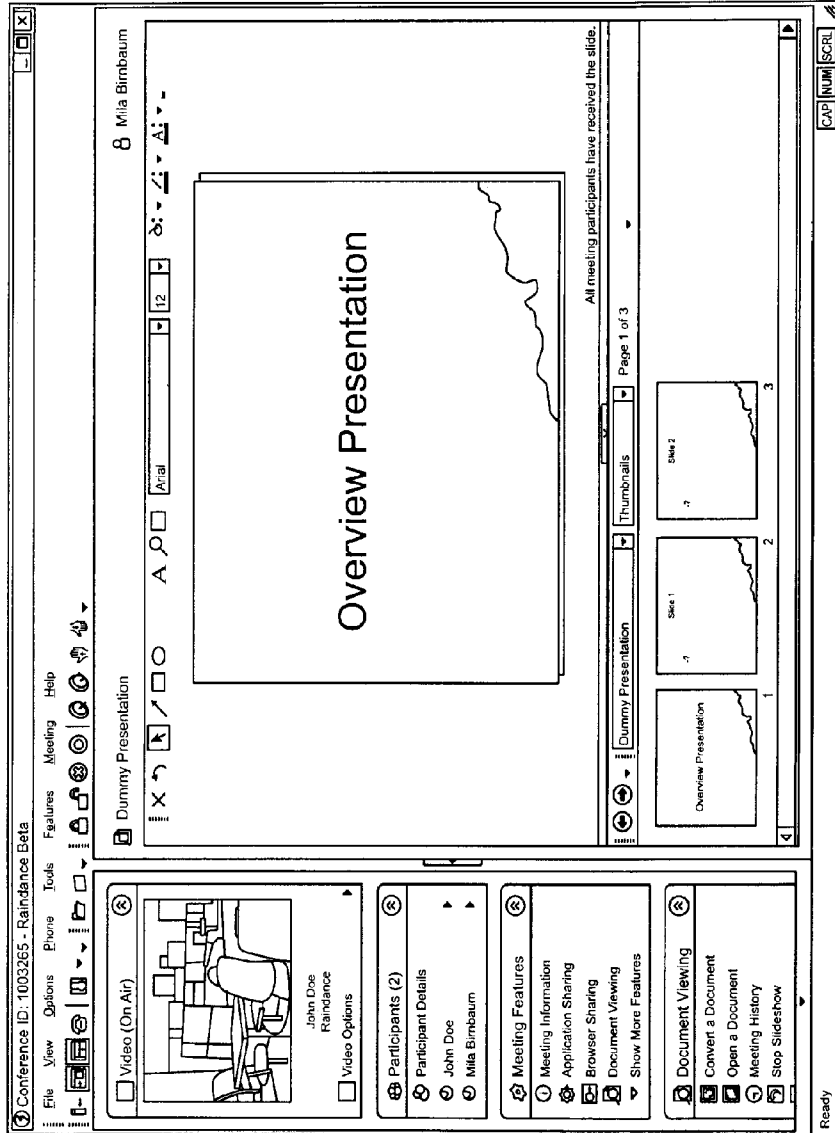 Conference ID: 1003265 - Raindance Beta
File View Options Phone Tools Features Meeting Help
Video (On Air)
John Doe
Raindance
Video Options
Participants (2)
Participant Details
John Doe
Mila Birnbaum
Meeting Features
Meeting Information
Application Sharing
Browser Sharing
Document Viewing
Show More Features
Document Viewing
Convert a Document
Open a Document
Meeting History
Stop Slideshow
Dummy Presentation
Mila Birnbaum
A Arial 12 A:
Overview Presentation
All meeting participants have received the slide.
Dummy Presentation Thumbnails Page 1 of 3
Overview Presentation
1
Slide 1
-?
2
Slide 2
-?
3
Ready
CAP NUM SCRL